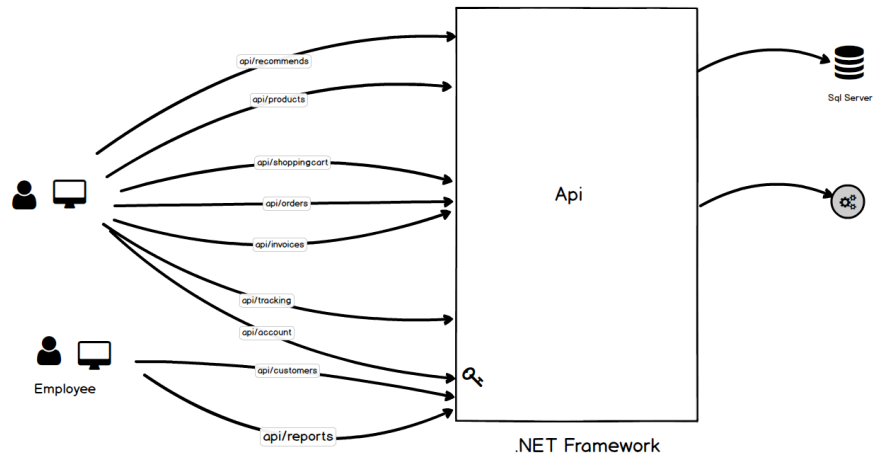 api/recommends
api/products
api/shoppingcart
api/orders
api/invoices
api/tracking
api/account
api/customers
api/reports
Employee
Api
.NET Framework
Sql Server